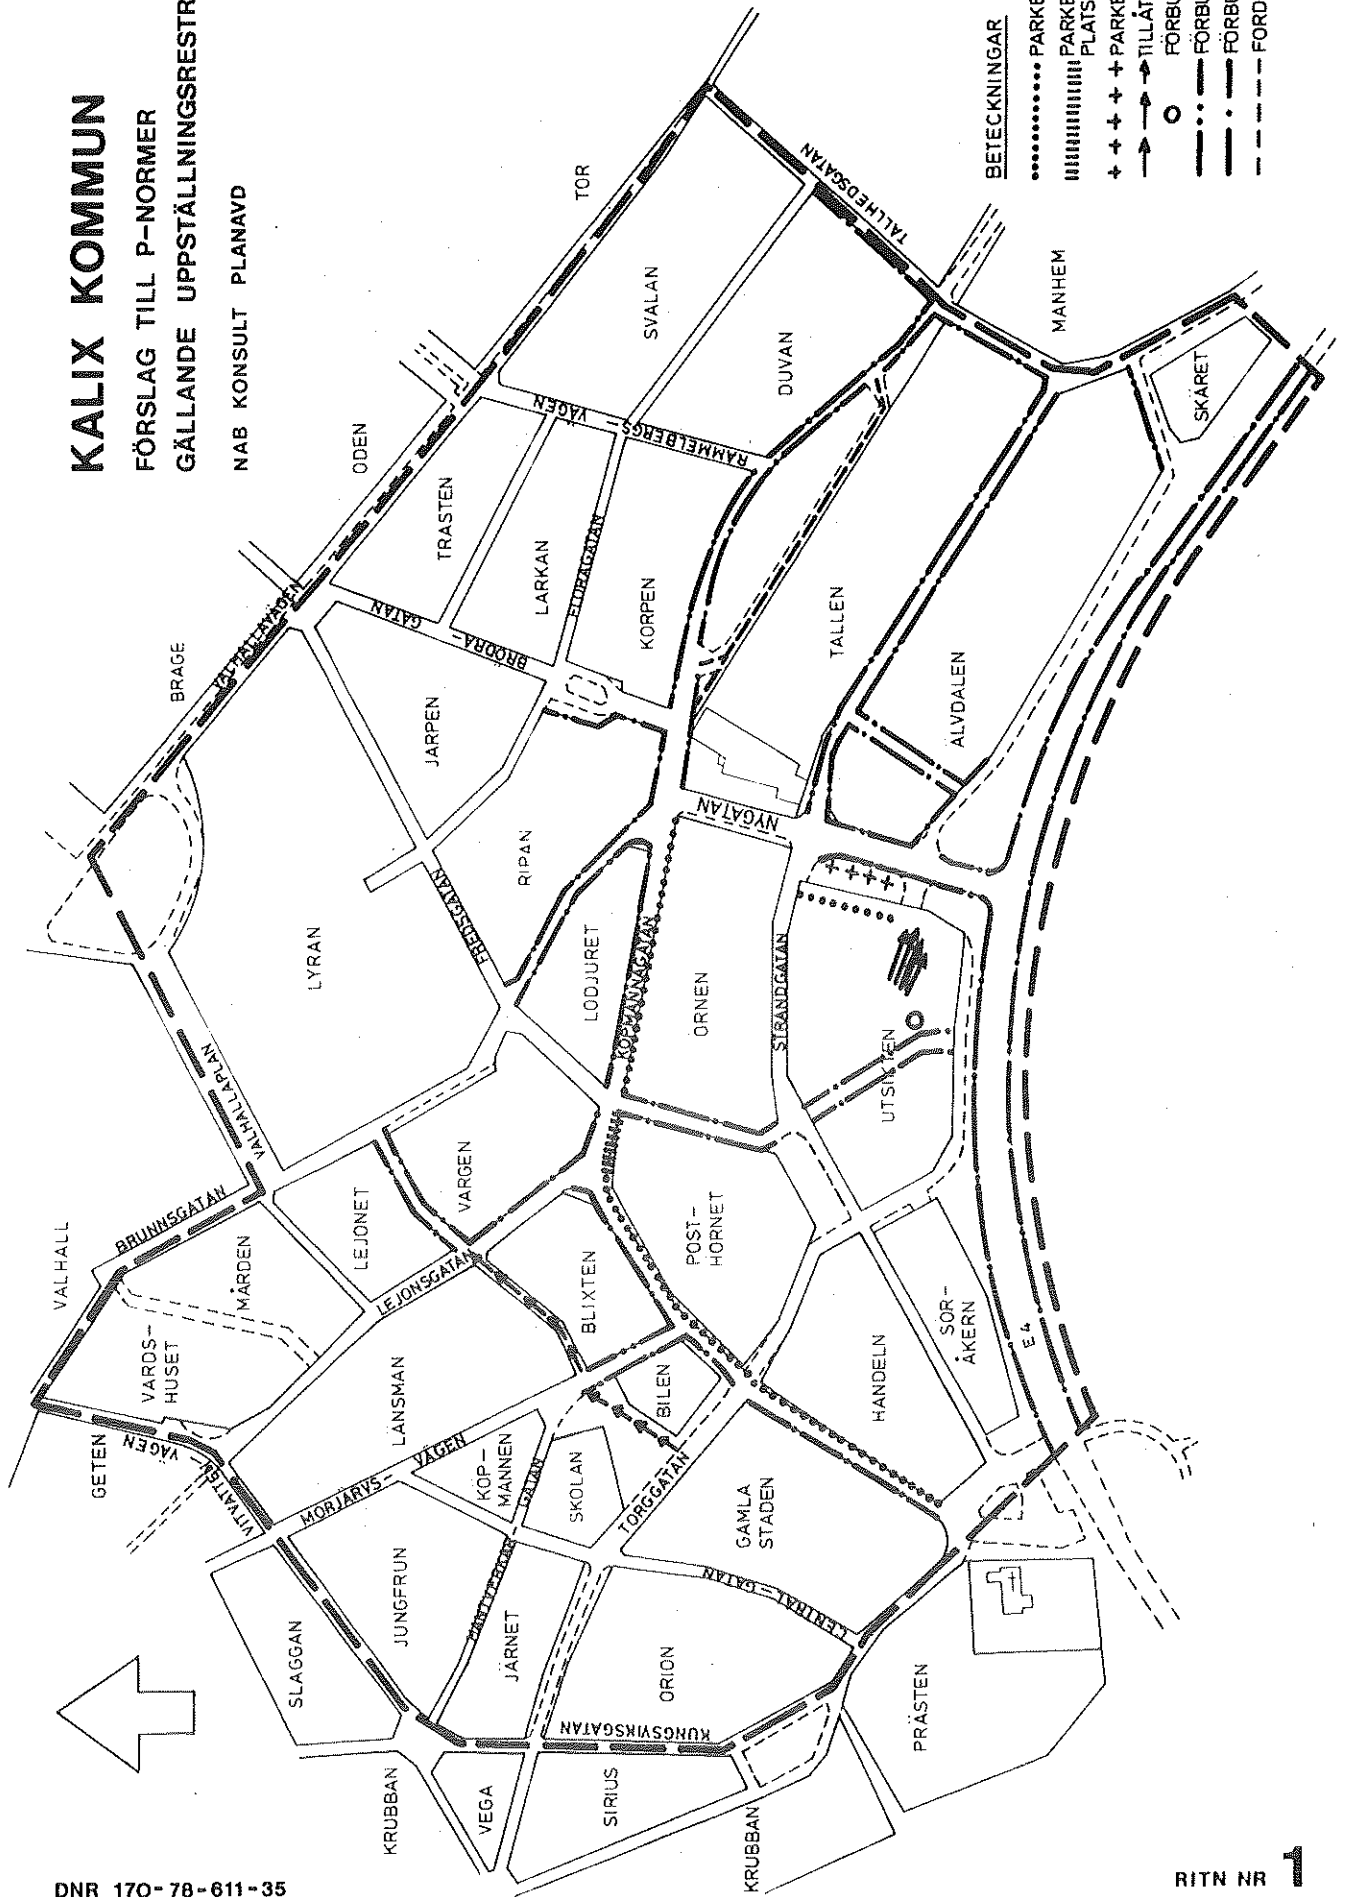 KALIX KOMMUN
FÖRSLAG TILL P-NORMER
GÄLLANDE UPPSTÄLLNINGSRESTR
NAB KONSULT PLANAVD
BETECKNINGAR
PARKE
PARKE
PLATS
PARKE
TILLÅT
FÖRBU
FÖRBU
FÖRBU
FORD
TOR
SVALAN
DUVAN
TALLHEDSGATAN
MANHEM
SKÄRET
ODEN
TRASTEN
LARKAN
FLORAGATAN
KORPEN
RAMMELBERGS-
VÄGEN
TALLEN
ÄLVDALEN
BRAGE
VALHALLAVÄGEN
BRÖDRA-
GATAN
JARPEN
RIPAN
NYGATAN
LYRAN
FREDSGATAN
LODJURET
KÖPMANNAGATAN
ORNEN
STRANDGATAN
UTSIKTEN
VALHALLAPLAN
BRUNNSGATAN
VALHALL
MÅRDEN
LEJONET
VARGEN
LEJONSGATAN
BLIXTEN
POST-
HORNET
VARDS-
HUSET
GETEN
VITVATTS-
VÄGEN
LÄNSMAN
BILEN
HANDELN
SÖR-
ÅKERN
E 4
MORJÄRVS-
VÄGEN
KÖP-
MANNEN
SKOLAN
TORGGATAN
GAMLA
STADEN
SLAGGAN
JUNGFRUN
GATAN
JÄRNET
CENTRAL-GATAN
ORION
KUNGSVIKSGATAN
PRÄSTEN
KRUBBAN
VEGA
SIRIUS
KRUBBAN
DNR 170-78-611-35
RITN NR 1